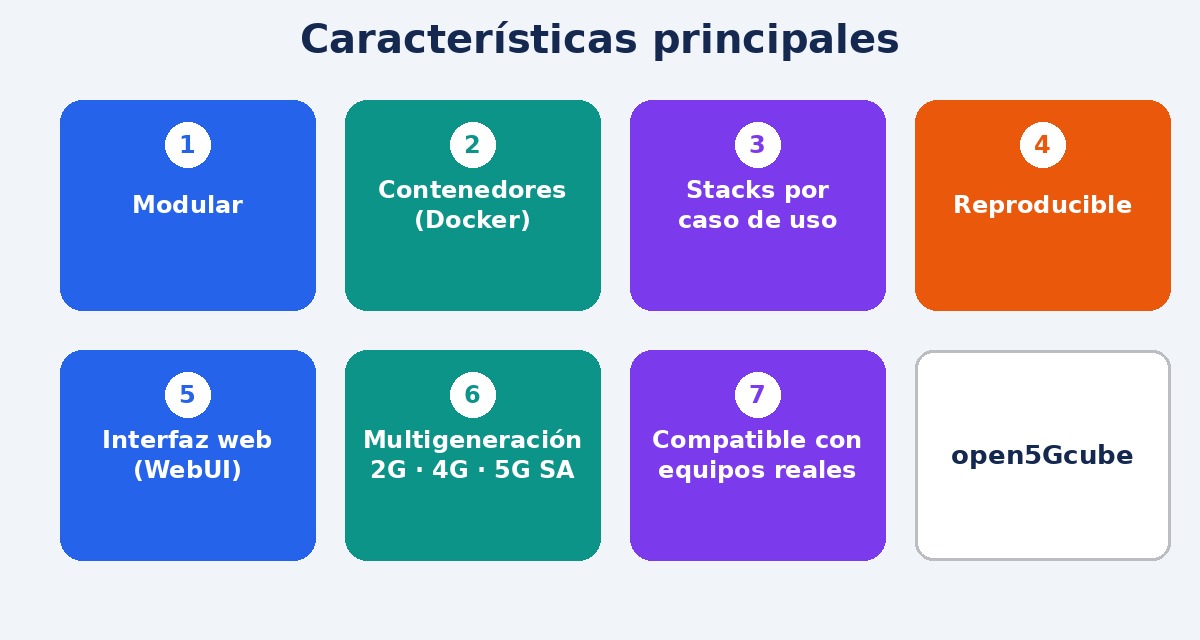 Características principales
1
Modular
2
Contenedores
(Docker)
3
Stacks por
caso de uso
4
Reproducible
5
Interfaz web
(WebUI)
6
Multigeneración
2G · 4G · 5G SA
7
Compatible con
equipos reales
open5Gcube